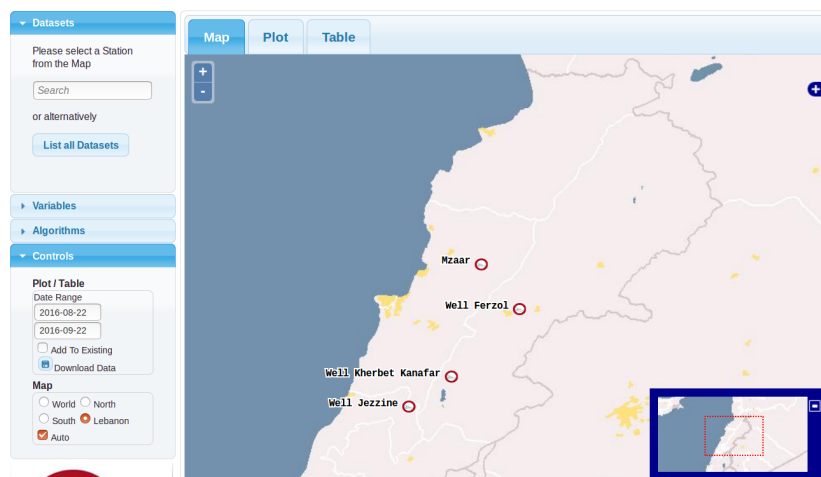 Datasets
Please select a Station
from the Map
Search
or alternatively
List all Datasets
Variables
Algorithms
Controls
Plot / Table
Date Range
2016-08-22
2016-09-22
Add To Existing
Download Data
Map
World North
South Lebanon
Auto
Map Plot Table
+
-
Mzaar
Well Ferzol
Well Kherbet Kanafar
Well Jezzine